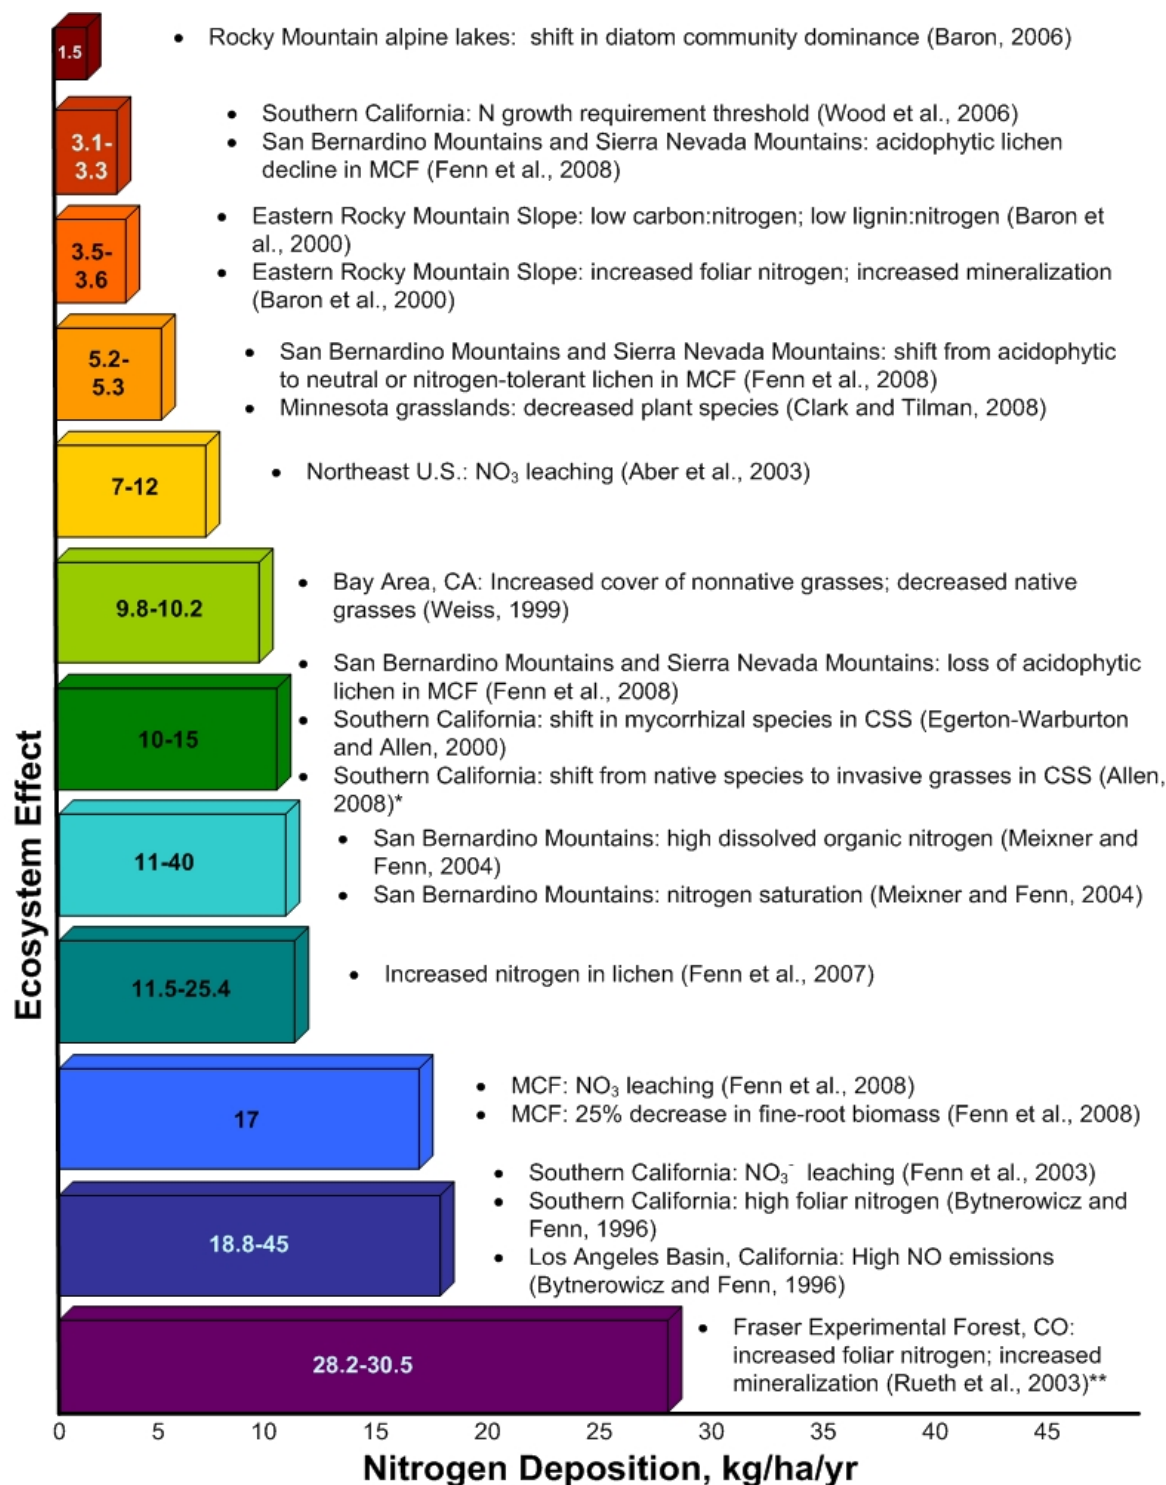 1.5
• Rocky Mountain alpine lakes: shift in diatom community dominance (Baron, 2006)
3.1-
3.3
• Southern California: N growth requirement threshold (Wood et al., 2006)
• San Bernardino Mountains and Sierra Nevada Mountains: acidophytic lichen
decline in MCF (Fenn et al., 2008)
3.5-
3.6
• Eastern Rocky Mountain Slope: low carbon:nitrogen; low lignin:nitrogen (Baron et
al., 2000)
• Eastern Rocky Mountain Slope: increased foliar nitrogen; increased mineralization
(Baron et al., 2000)
5.2-
5.3
• San Bernardino Mountains and Sierra Nevada Mountains: shift from acidophytic
to neutral or nitrogen-tolerant lichen in MCF (Fenn et al., 2008)
• Minnesota grasslands: decreased plant species (Clark and Tilman, 2008)
7-12
• Northeast U.S.: NO₃ leaching (Aber et al., 2003)
9.8-10.2
• Bay Area, CA: Increased cover of nonnative grasses; decreased native
grasses (Weiss, 1999)
10-15
• San Bernardino Mountains and Sierra Nevada Mountains: loss of acidophytic
lichen in MCF (Fenn et al., 2008)
• Southern California: shift in mycorrhizal species in CSS (Egerton-Warburton
and Allen, 2000)
• Southern California: shift from native species to invasive grasses in CSS (Allen,
2008)*
11-40
• San Bernardino Mountains: high dissolved organic nitrogen (Meixner and
Fenn, 2004)
• San Bernardino Mountains: nitrogen saturation (Meixner and Fenn, 2004)
11.5-25.4
• Increased nitrogen in lichen (Fenn et al., 2007)
17
• MCF: NO₃ leaching (Fenn et al., 2008)
• MCF: 25% decrease in fine-root biomass (Fenn et al., 2008)
18.8-45
• Southern California: NO₃⁻ leaching (Fenn et al., 2003)
• Southern California: high foliar nitrogen (Bytnerowicz and
Fenn, 1996)
• Los Angeles Basin, California: High NO emissions
(Bytnerowicz and Fenn, 1996)
28.2-30.5
• Fraser Experimental Forest, CO:
increased foliar nitrogen; increased
mineralization (Rueth et al., 2003)**
Ecosystem Effect
0 5 10 15 20 25 30 35 40 45
Nitrogen Deposition, kg/ha/yr